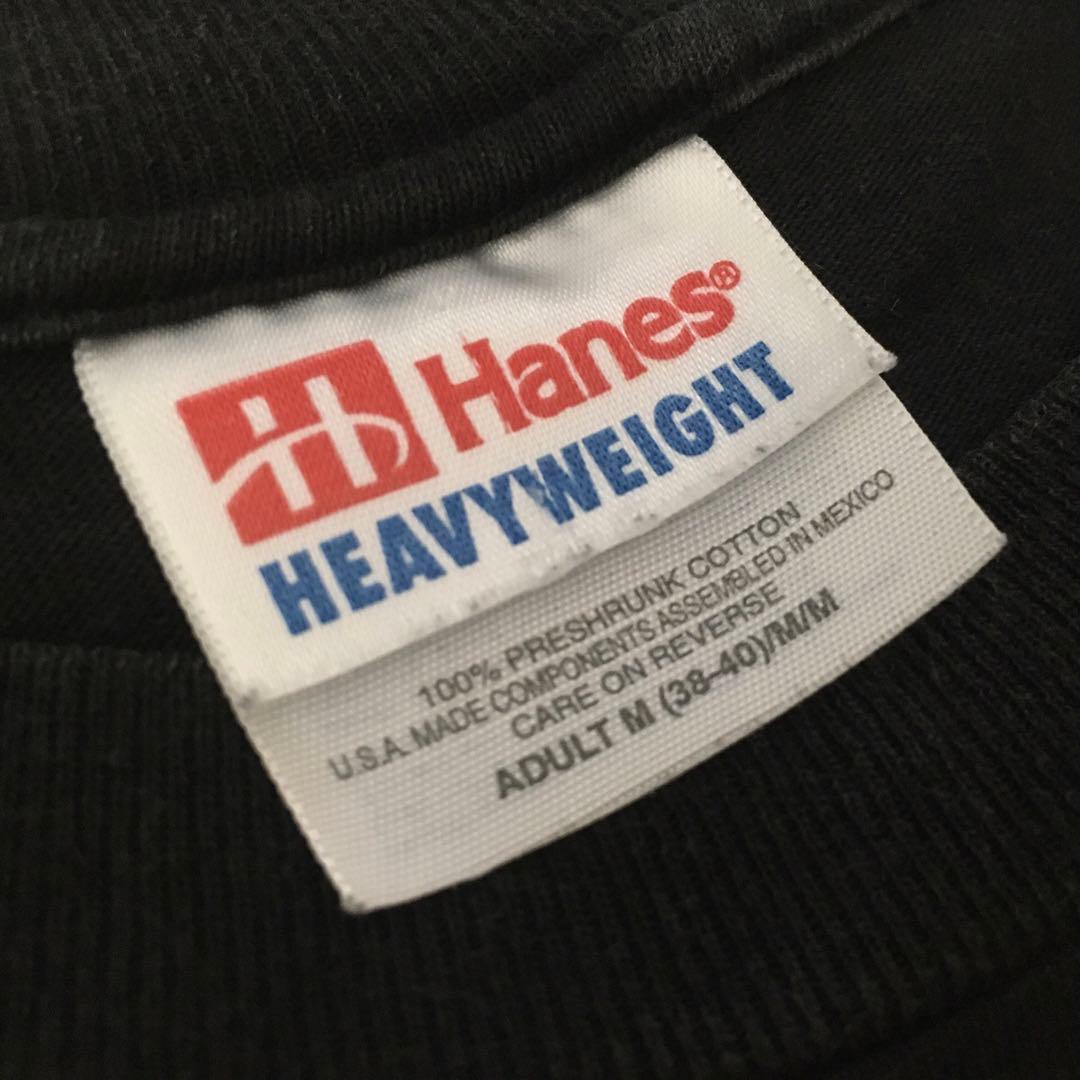 Hanes®
HEAVYWEIGHT
100% PRESHRUNK COTTON
U.S.A. MADE COMPONENTS ASSEMBLED IN MEXICO
CARE ON REVERSE
ADULT M (38-40)/M/M